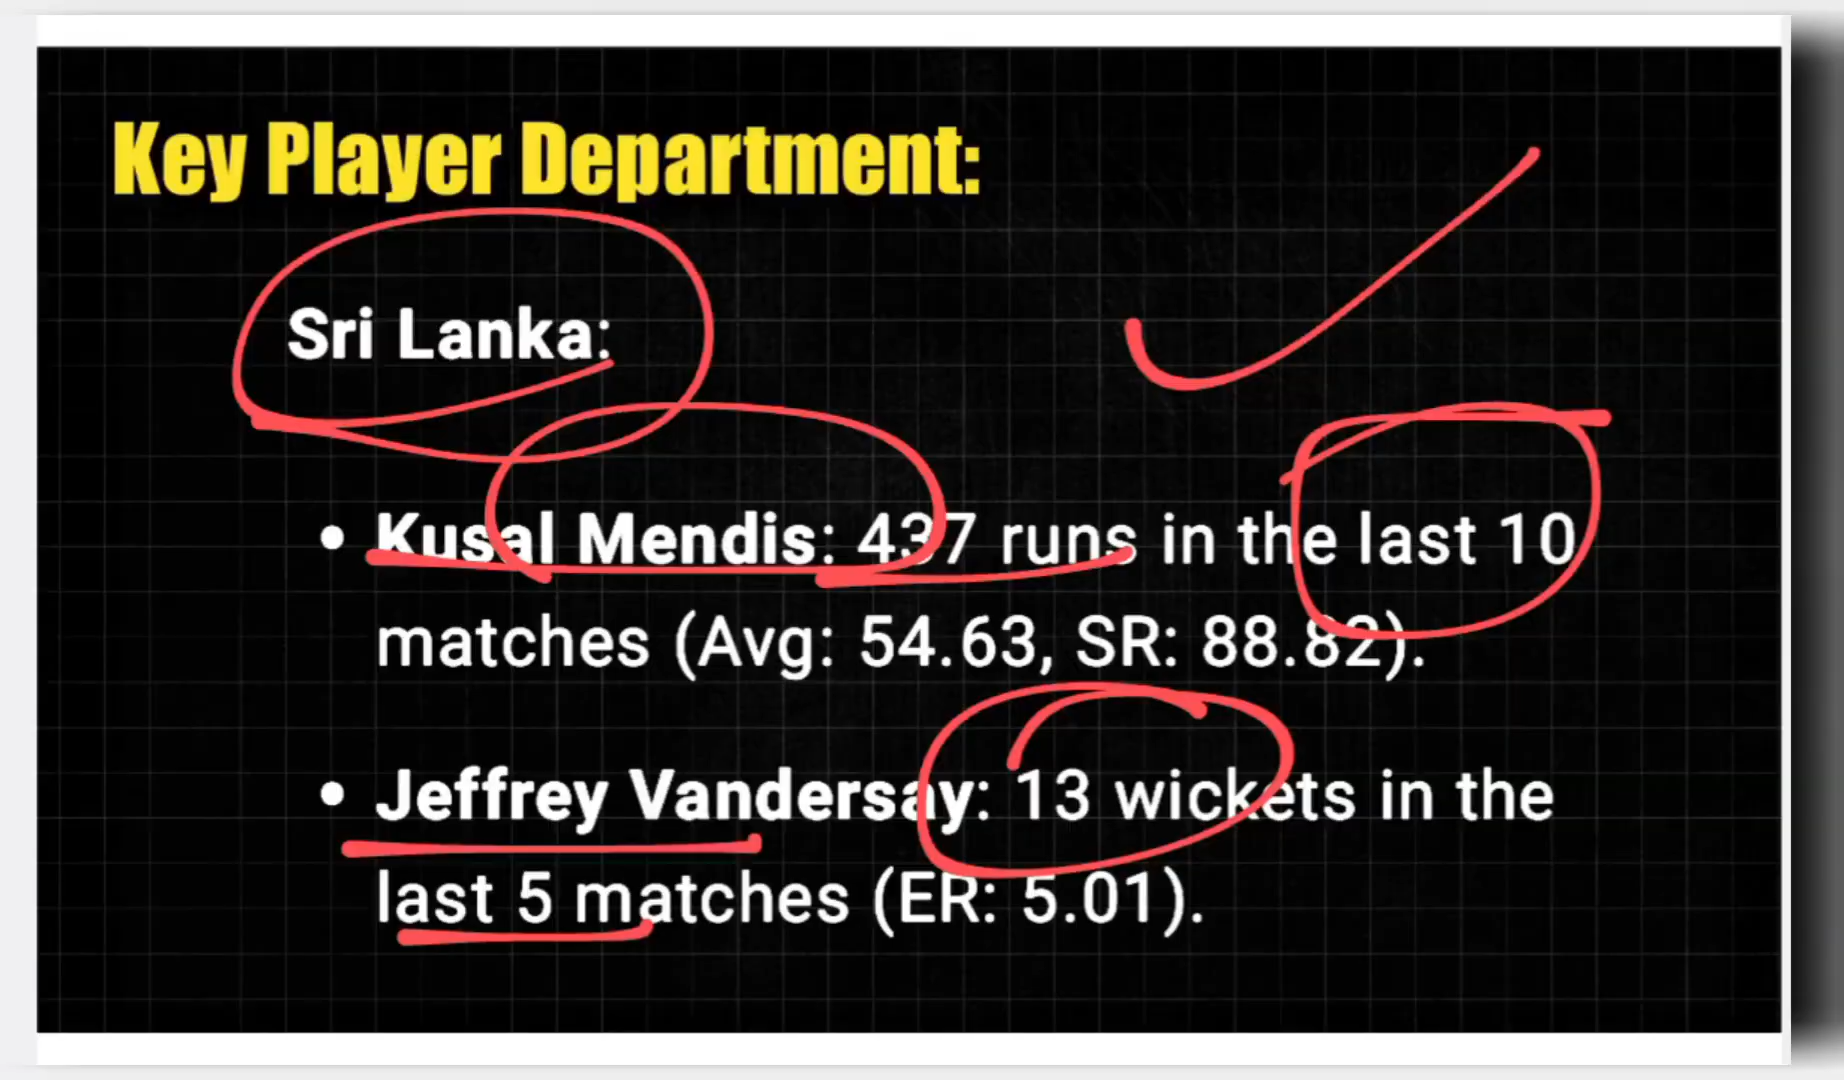 Key Player Department:
Sri Lanka:
• Kusal Mendis: 437 runs in the last 10
matches (Avg: 54.63, SR: 88.82).
• Jeffrey Vandersay: 13 wickets in the
last 5 matches (ER: 5.01).